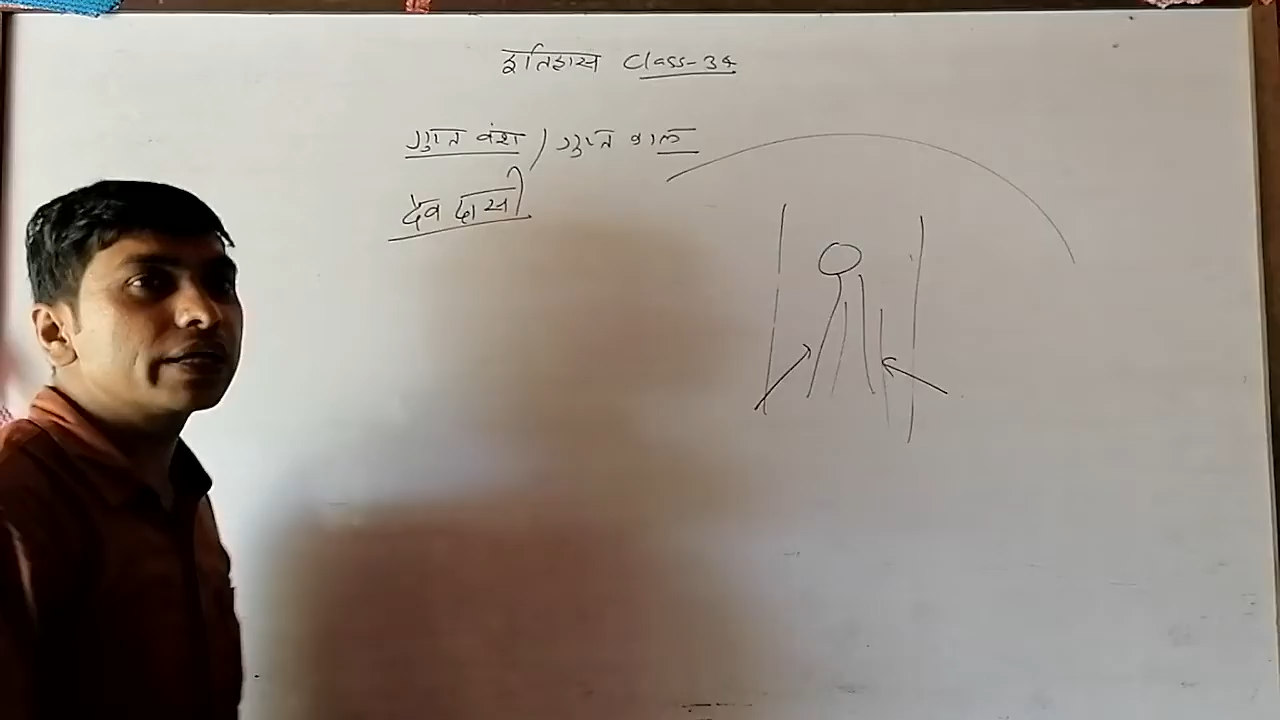 इतिहास Class-34
गुप्त वंश / गुप्त काल
देव दासी